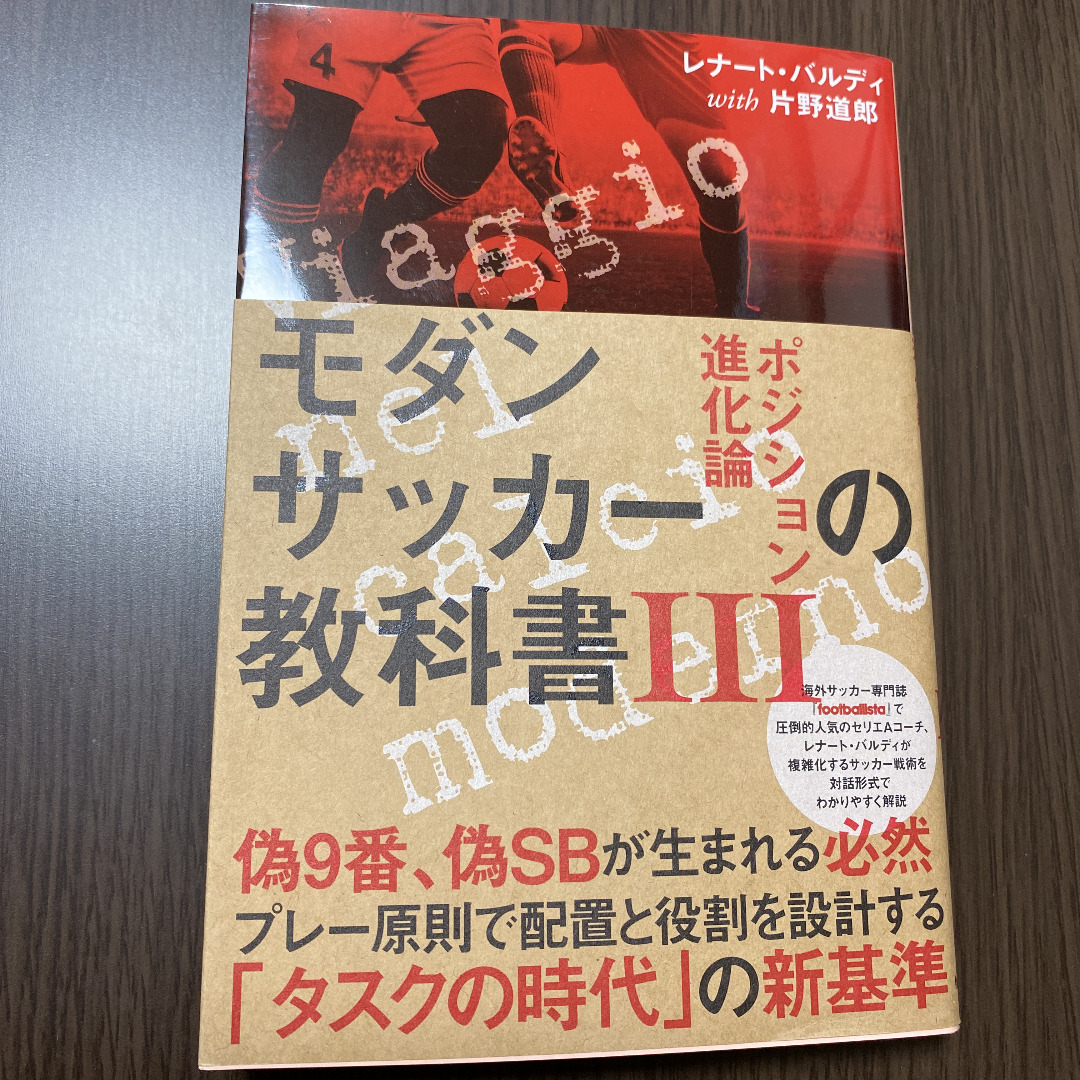 4
レナート・バルディ
with 片野道郎
viaggio
nel
calcio
moderno
モダン
サッカーの
教科書III
ポジション
進化論
海外サッカー専門誌
『footballista』で
圧倒的人気のセリエAコーチ、
レナート・バルディが
複雑化するサッカー戦術を
対話形式で
わかりやすく解説
偽9番、偽SBが生まれる必然
プレー原則で配置と役割を設計する
「タスクの時代」の新基準